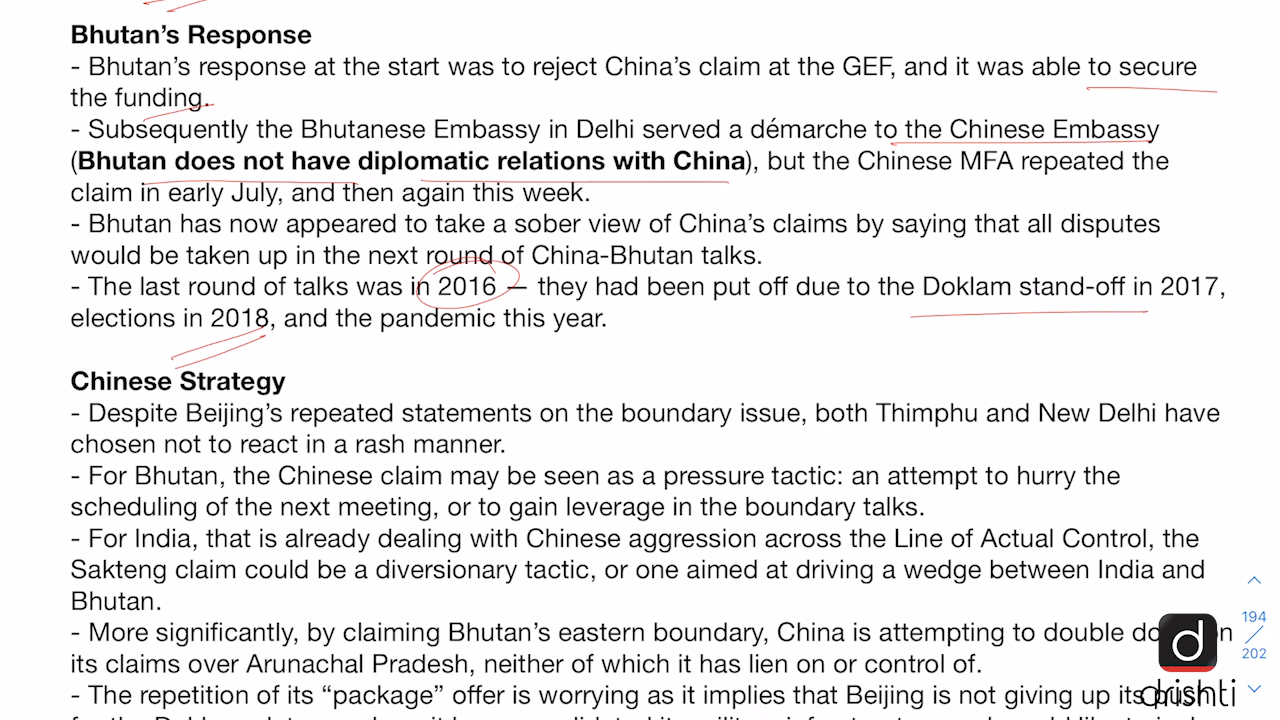 Bhutan's Response
- Bhutan's response at the start was to reject China's claim at the GEF, and it was able to secure
the funding.
- Subsequently the Bhutanese Embassy in Delhi served a démarche to the Chinese Embassy
(Bhutan does not have diplomatic relations with China), but the Chinese MFA repeated the
claim in early July, and then again this week.
- Bhutan has now appeared to take a sober view of China's claims by saying that all disputes
would be taken up in the next round of China-Bhutan talks.
- The last round of talks was in 2016 — they had been put off due to the Doklam stand-off in 2017,
elections in 2018, and the pandemic this year.
Chinese Strategy
- Despite Beijing's repeated statements on the boundary issue, both Thimphu and New Delhi have
chosen not to react in a rash manner.
- For Bhutan, the Chinese claim may be seen as a pressure tactic: an attempt to hurry the
scheduling of the next meeting, or to gain leverage in the boundary talks.
- For India, that is already dealing with Chinese aggression across the Line of Actual Control, the
Sakteng claim could be a diversionary tactic, or one aimed at driving a wedge between India and
Bhutan.
- More significantly, by claiming Bhutan's eastern boundary, China is attempting to double
its claims over Arunachal Pradesh, neither of which it has lien on or control of.
- The repetition of its "package" offer is worrying as it implies that Beijing is not giving up its
194
202
d
drishti